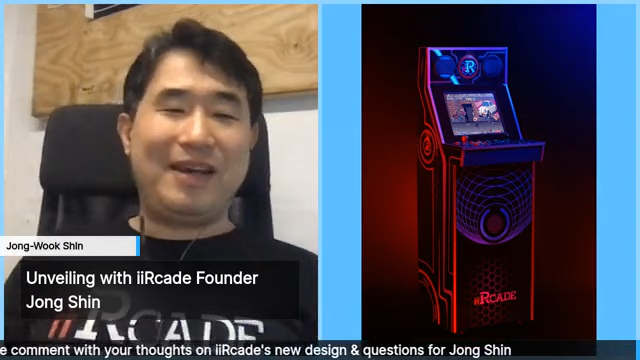 Jong-Wook Shin
Unveiling with iiRcade Founder
Jong Shin
iiRCADE
R
iiRCADE
e comment with your thoughts on iiRcade's new design & questions for Jong Shin